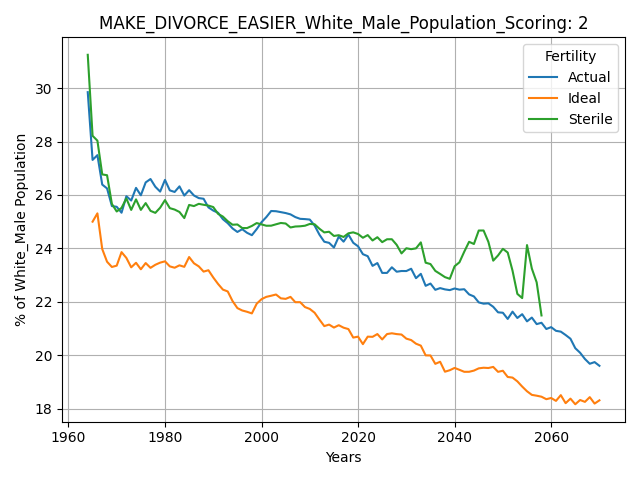 MAKE_DIVORCE_EASIER_White_Male_Population_Scoring: 2
Fertility
Actual
Ideal
Sterile
% of White_Male Population
30
28
26
24
22
20
18
1960
1980
2000
2020
2040
2060
Years